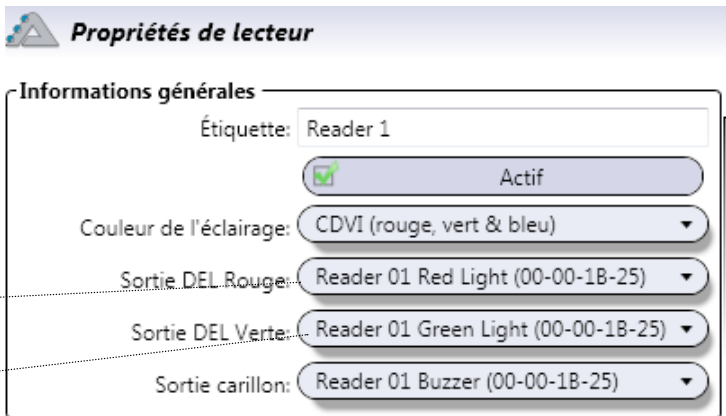 Propriétés de lecteur
Informations générales
Étiquette: Reader 1
Actif
Couleur de l'éclairage: CDVI (rouge, vert & bleu)
Sortie DEL Rouge: Reader 01 Red Light (00-00-1B-25)
Sortie DEL Verte: Reader 01 Green Light (00-00-1B-25)
Sortie carillon: Reader 01 Buzzer (00-00-1B-25)